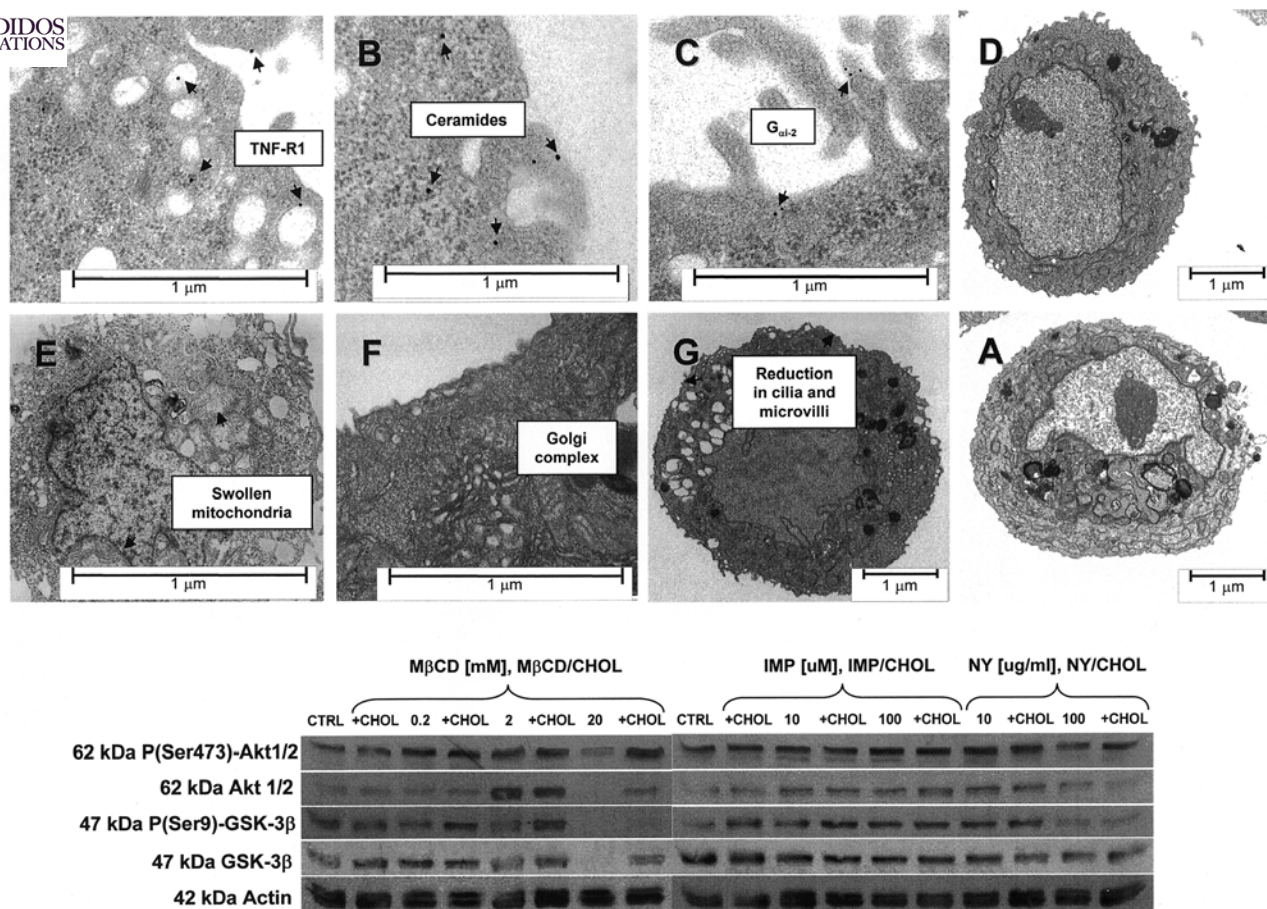 DIDOS
ATIONS
TNF-R1
1 μm
B
Ceramides
1 μm
C
Gαi-2
1 μm
D
1 μm
E
Swollen
mitochondria
1 μm
F
Golgi
complex
1 μm
G
Reduction
in cilia and
microvilli
1 μm
A
1 μm
MβCD [mM], MβCD/CHOL
IMP [uM], IMP/CHOL
NY [ug/ml], NY/CHOL
CTRL +CHOL 0.2 +CHOL 2 +CHOL 20 +CHOL CTRL +CHOL 10 +CHOL 100 +CHOL 10 +CHOL 100 +CHOL
62 kDa P(Ser473)-Akt1/2
62 kDa Akt 1/2
47 kDa P(Ser9)-GSK-3β
47 kDa GSK-3β
42 kDa Actin